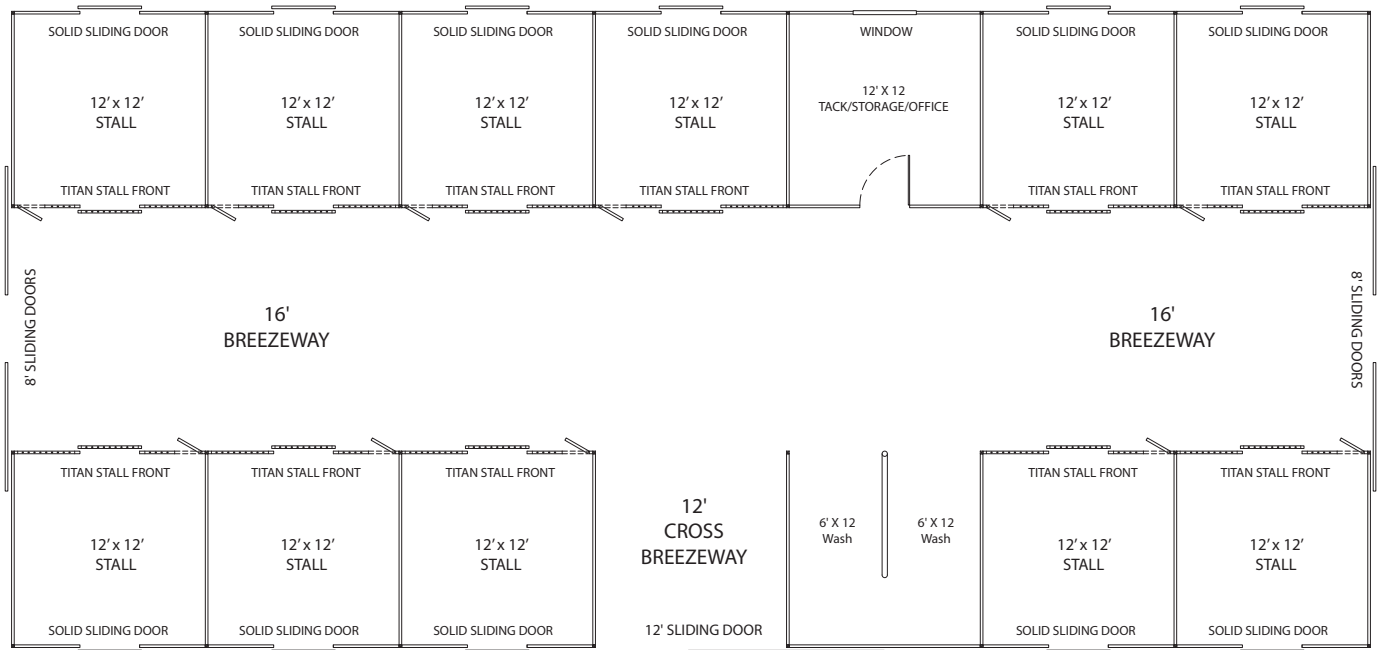 SOLID SLIDING DOOR SOLID SLIDING DOOR SOLID SLIDING DOOR SOLID SLIDING DOOR WINDOW SOLID SLIDING DOOR SOLID SLIDING DOOR
12’ x 12’ STALL
12’ x 12’ STALL
12’ x 12’ STALL
12’ x 12’ STALL
12' X 12
TACK/STORAGE/OFFICE
12’ x 12’ STALL
12’ x 12’ STALL
TITAN STALL FRONT TITAN STALL FRONT TITAN STALL FRONT TITAN STALL FRONT TITAN STALL FRONT TITAN STALL FRONT
8' SLIDING DOORS
16'
BREEZEWAY
16'
BREEZEWAY
8' SLIDING DOORS
TITAN STALL FRONT TITAN STALL FRONT TITAN STALL FRONT TITAN STALL FRONT TITAN STALL FRONT
12’ x 12’ STALL
12’ x 12’ STALL
12’ x 12’ STALL
12'
CROSS
BREEZEWAY
6' X 12
Wash
6' X 12
Wash
12’ x 12’ STALL
12’ x 12’ STALL
SOLID SLIDING DOOR SOLID SLIDING DOOR SOLID SLIDING DOOR 12' SLIDING DOOR SOLID SLIDING DOOR SOLID SLIDING DOOR